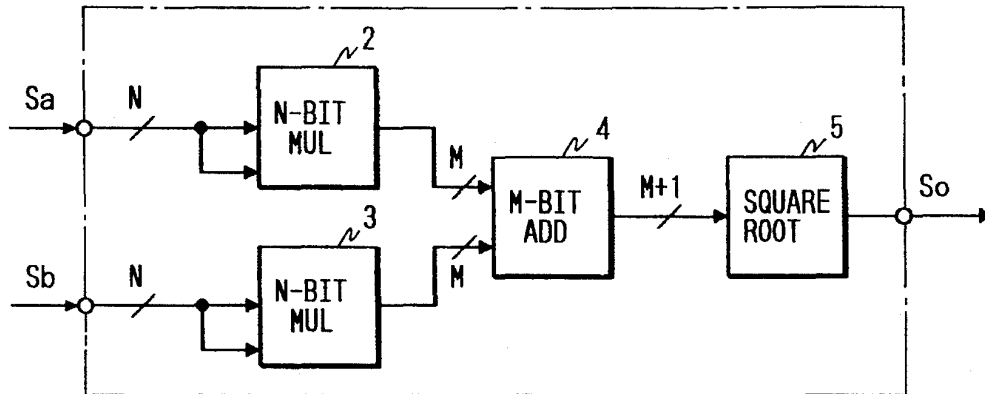 2
Sa
N
N-BIT
MUL
M
4
M-BIT
ADD
M+1
5
SQUARE
ROOT
So
3
Sb
N
N-BIT
MUL
M